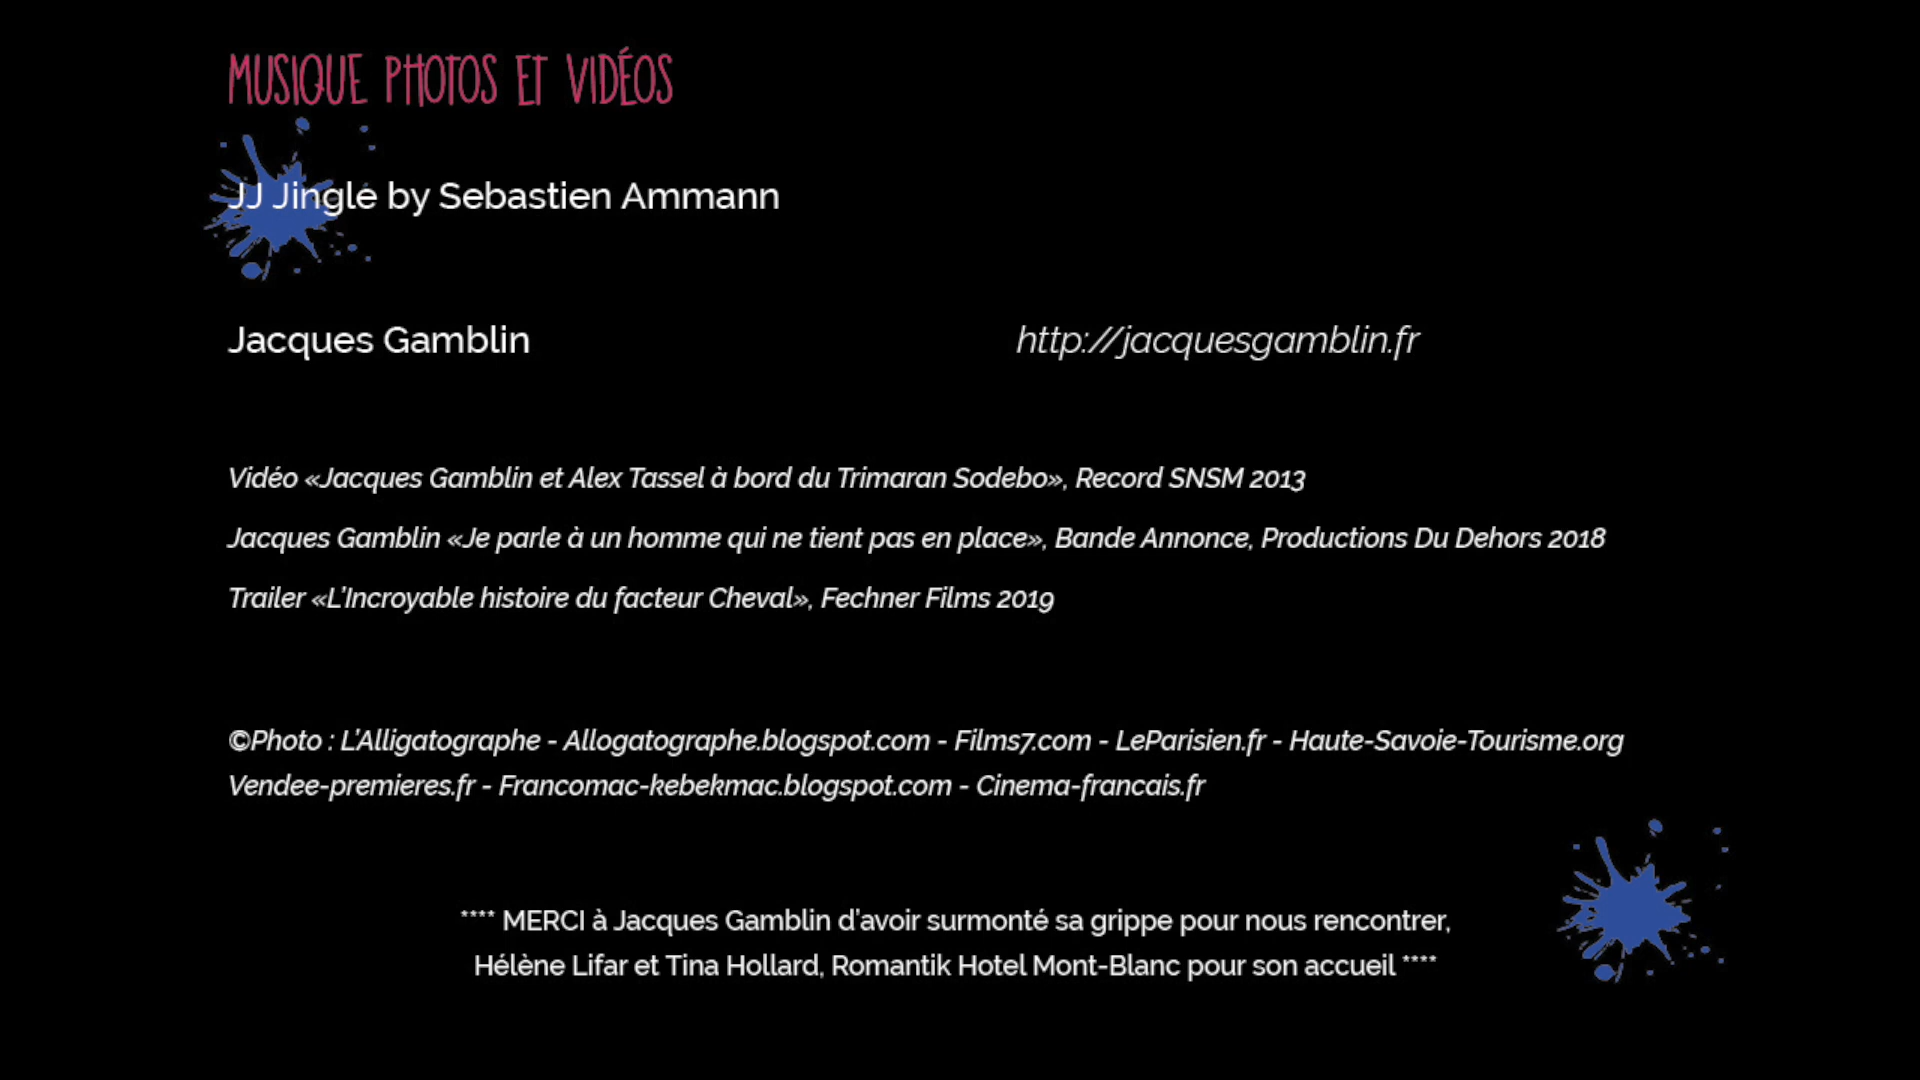 MUSIQUE PHOTOS ET VIDÉOS
JJ Jingle by Sebastien Ammann
Jacques Gamblin http://jacquesgamblin.fr
Vidéo «Jacques Gamblin et Alex Tassel à bord du Trimaran Sodebo», Record SNSM 2013
Jacques Gamblin «Je parle à un homme qui ne tient pas en place», Bande Annonce, Productions Du Dehors 2018
Trailer «L'Incroyable histoire du facteur Cheval», Fechner Films 2019
©Photo : L'Alligatographe - Allogatographe.blogspot.com - Films7.com - LeParisien.fr - Haute-Savoie-Tourisme.org
Vendee-premieres.fr - Francomac-kebekmac.blogspot.com - Cinema-francais.fr
**** MERCI à Jacques Gamblin d'avoir surmonté sa grippe pour nous rencontrer,
Hélène Lifar et Tina Hollard, Romantik Hotel Mont-Blanc pour son accueil ****